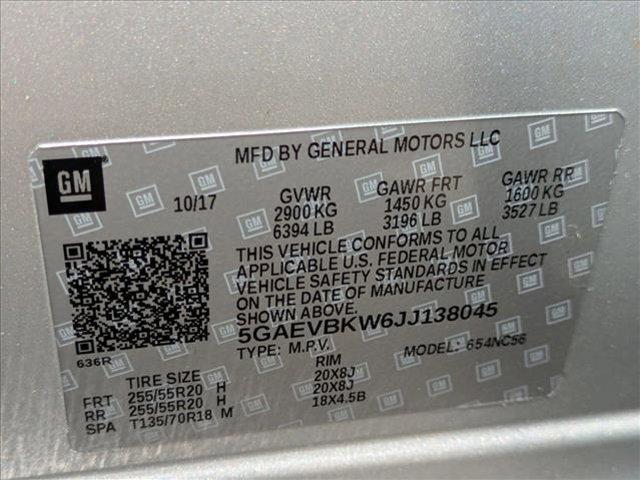 MFD BY GENERAL MOTORS LLC
GM
10/17
GVWR GAWR FRT GAWR RR
2900 KG 1450 KG 1600 KG
6394 LB 3196 LB 3527 LB
THIS VEHICLE CONFORMS TO ALL
APPLICABLE U.S. FEDERAL MOTOR
VEHICLE SAFETY STANDARDS IN EFFECT
ON THE DATE OF MANUFACTURE
SHOWN ABOVE.
5GAEVBKW6JJ138045
TYPE: M.P.V. MODEL: 654NC56
636R
TIRE SIZE RIM
FRT 255/55R20 H 20X8J
RR 255/55R20 H 20X8J
SPA T135/70R18 M 18X4.5B